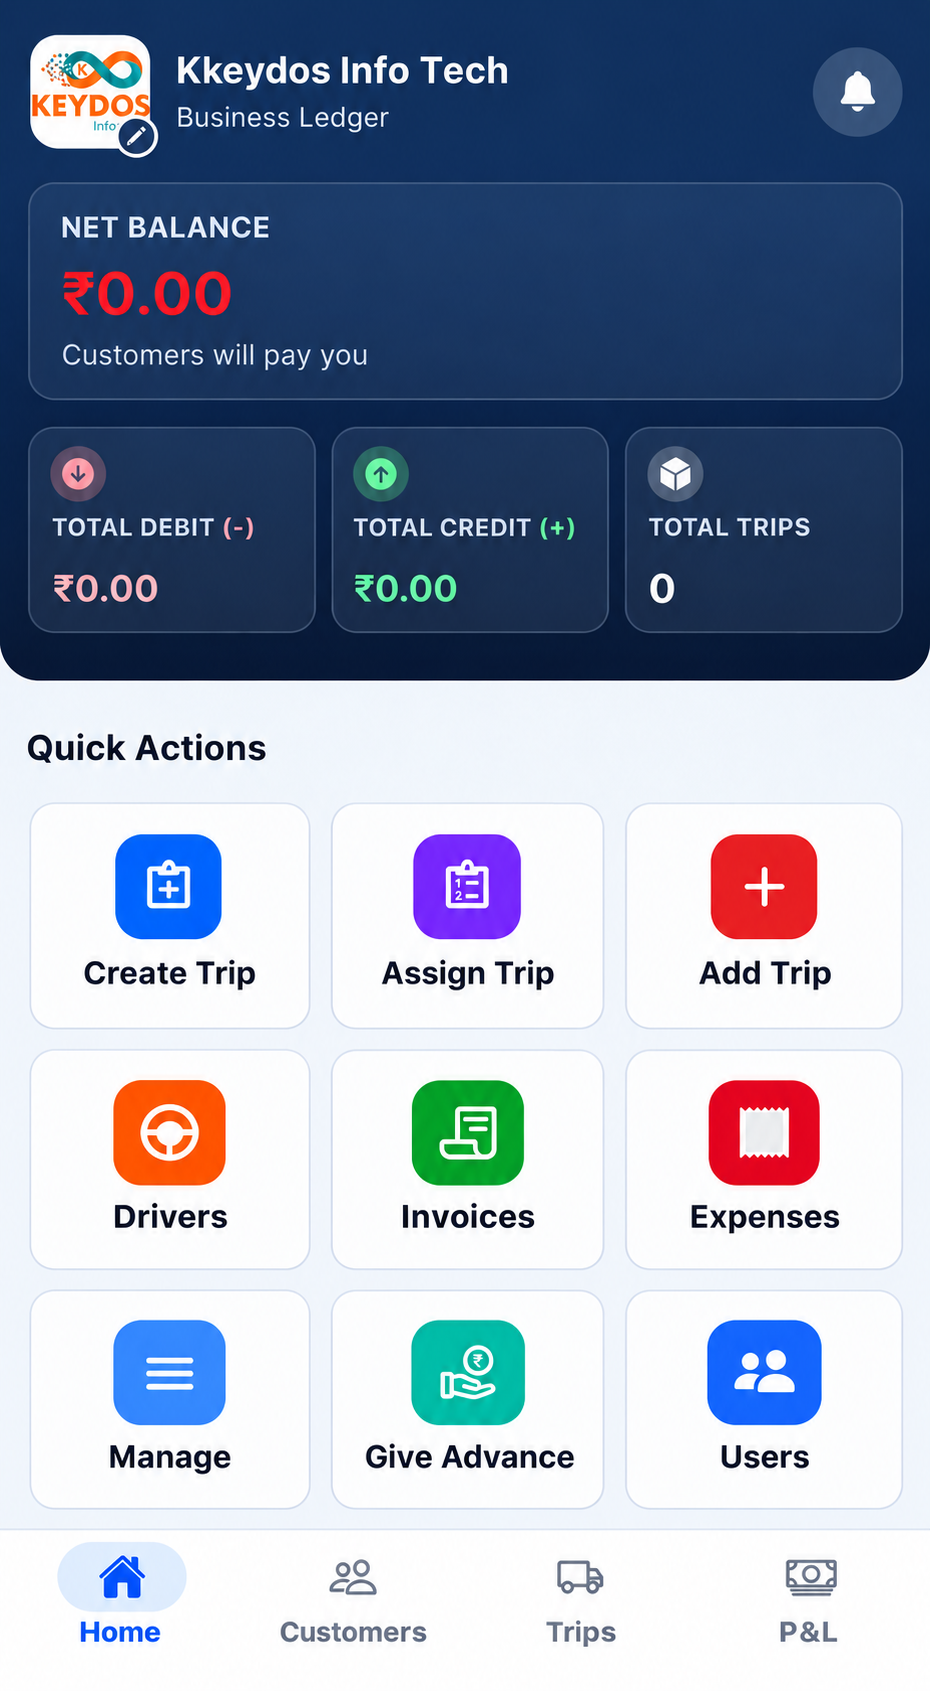 K
KEYDOS
Info
Kkeydos Info Tech
Business Ledger
NET BALANCE
₹0.00
Customers will pay you
TOTAL DEBIT (-)
₹0.00
TOTAL CREDIT (+)
₹0.00
TOTAL TRIPS
0
Quick Actions
Create Trip
1
2
Assign Trip
Add Trip
Drivers
Invoices
Expenses
Manage
₹
Give Advance
Users
Home
Customers
Trips
P&L